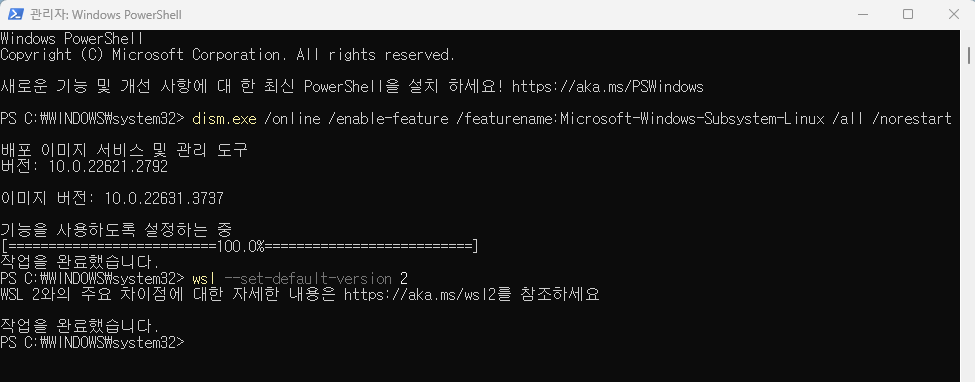 관리자: Windows PowerShell
Windows PowerShell
Copyright (C) Microsoft Corporation. All rights reserved.
새로운 기능 및 개선 사항에 대 한 최신 PowerShell을 설치 하세요! https://aka.ms/PSWindows
PS C:₩WINDOWS₩system32> dism.exe /online /enable-feature /featurename:Microsoft-Windows-Subsystem-Linux /all /norestart
배포 이미지 서비스 및 관리 도구
버전: 10.0.22621.2792
이미지 버전: 10.0.22631.3737
기능을 사용하도록 설정하는 중
[==========================100.0%==========================]
작업을 완료했습니다.
PS C:₩WINDOWS₩system32> wsl --set-default-version 2
WSL 2와의 주요 차이점에 대한 자세한 내용은 https://aka.ms/wsl2를 참조하세요
작업을 완료했습니다.
PS C:₩WINDOWS₩system32>